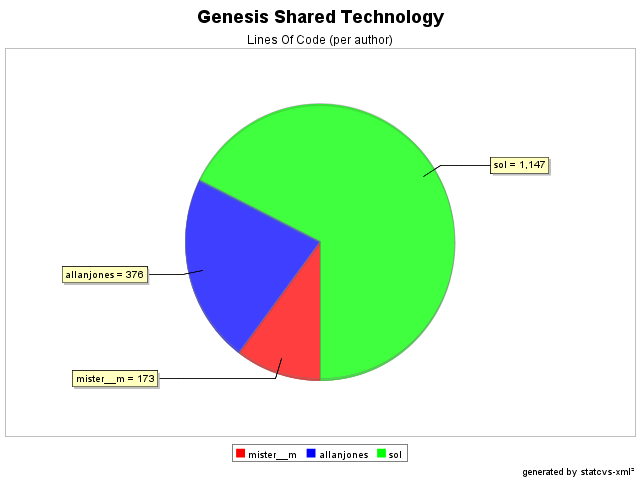 Genesis Shared Technology
Lines Of Code (per author)
sol = 1,147
allanjones = 376
mister__m = 173
mister__m allanjones sol
generated by statcvs-xml²